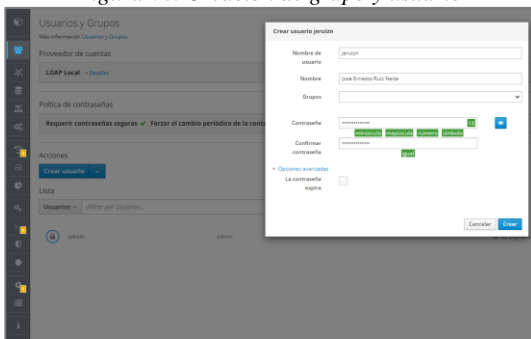 Usuarios y Grupos
Más información Usuarios y Grupos.
Proveedor de cuentas
LDAP Local Detalles
Política de contraseñas
Requerir contraseñas seguras ✓ Forzar el cambio periódico de la
Acciones
Crear usuario
Lista
Usuarios Filtrar por Usuario...
admin admin
Crear usuario jeruizn
Nombre de usuario jeruizn
Nombre Jose Ernesto Ruiz Neita
Grupos
Contraseña
minúscula mayúscula número símbolo
Confirmar contraseña
igual
Opciones avanzadas
La contraseña expira
Cancelar Crear